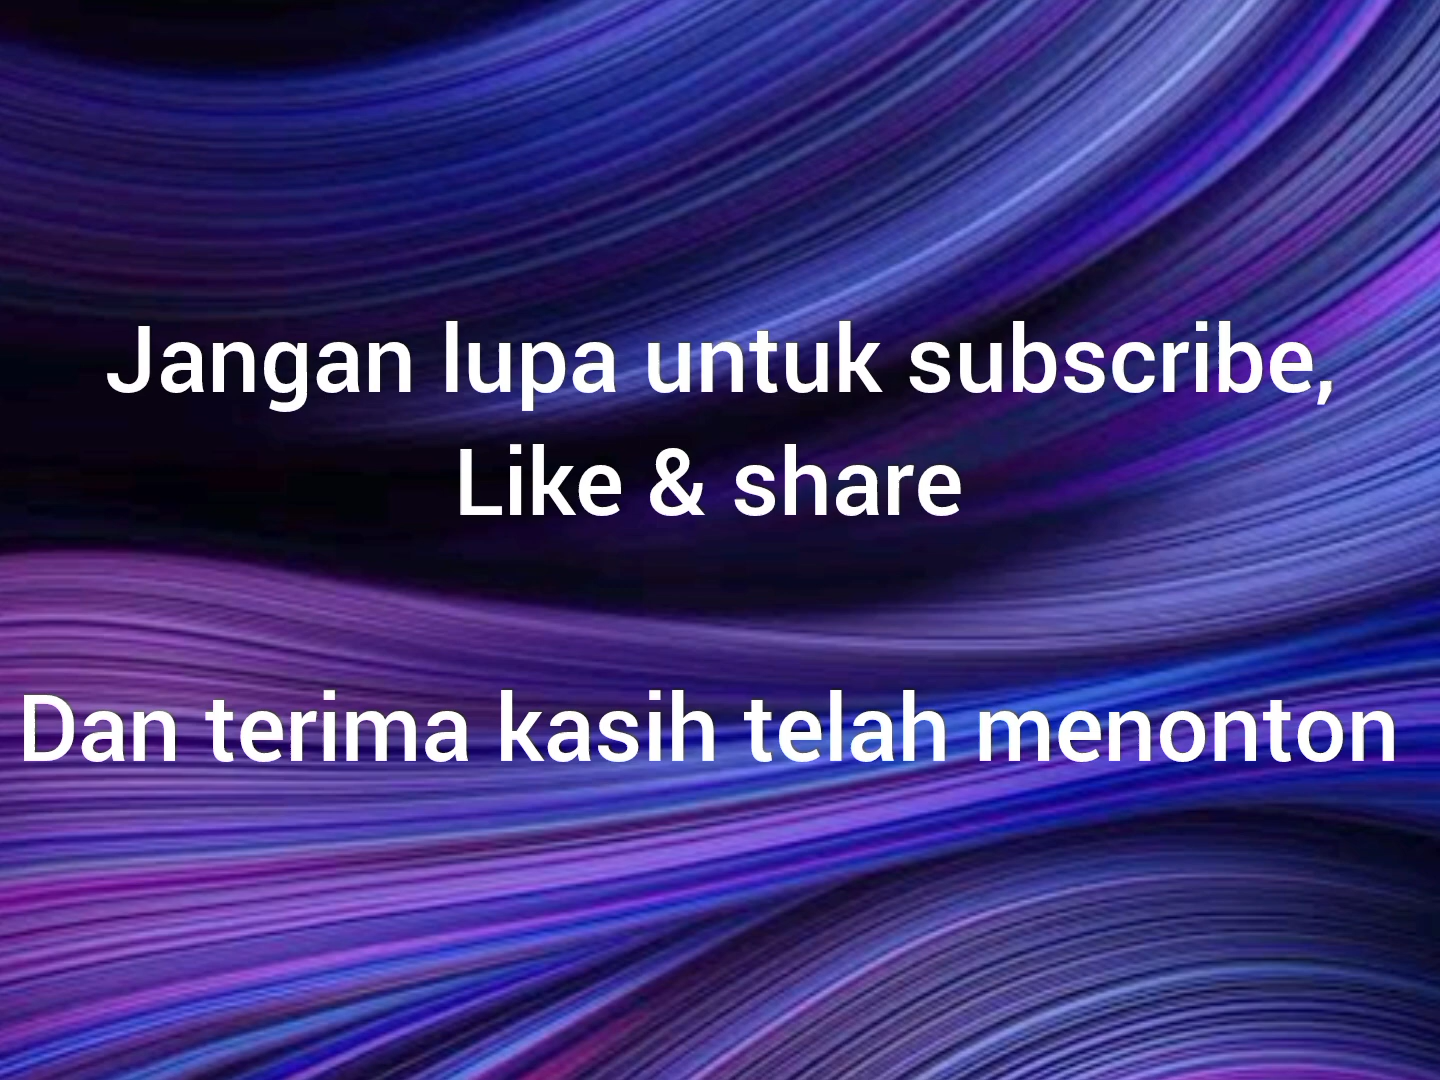 Jangan lupa untuk subscribe,
Like & share
Dan terima kasih telah menonton